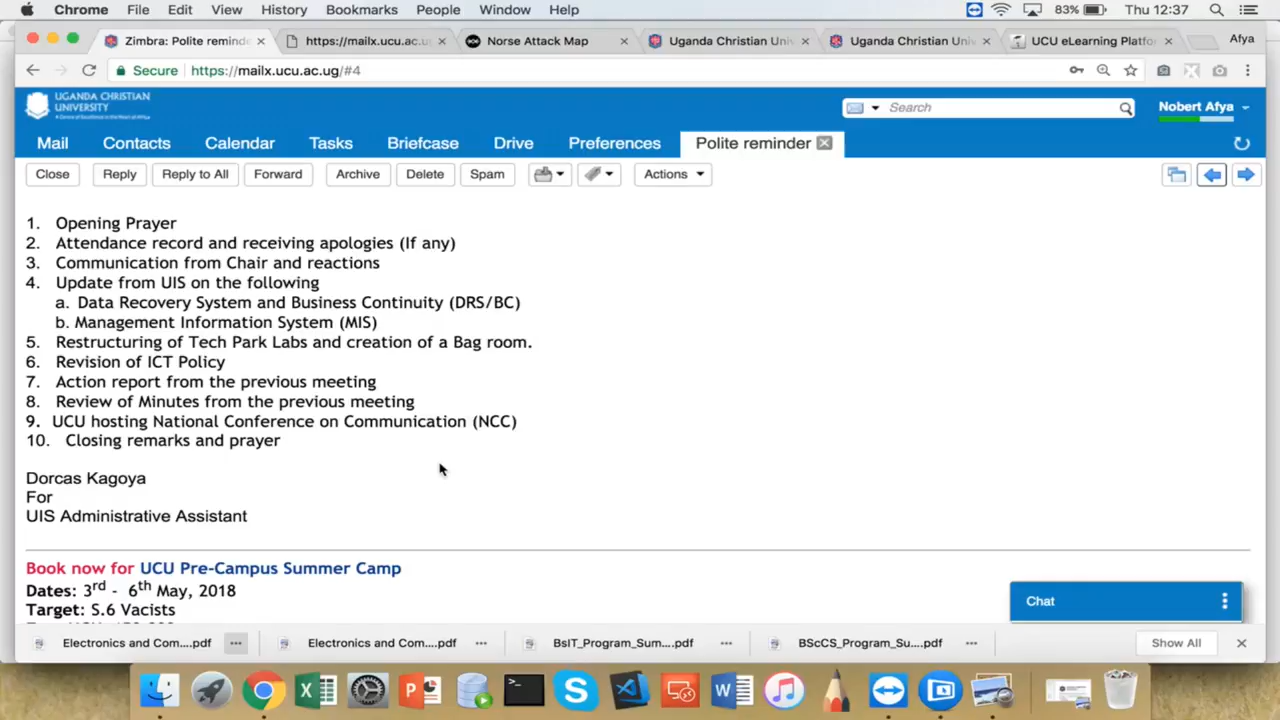 Chrome File Edit View History Bookmarks People Window Help 83% Thu 12:37
Zimbra: Polite reminde https://mailx.ucu.ac.u Norse Attack Map Uganda Christian Uni Uganda Christian Uni UCU eLearning Platfo Afya
Secure https://mailx.ucu.ac.ug/#4
UGANDA CHRISTIAN
UNIVERSITY
Search
Nobert Afya
Mail Contacts Calendar Tasks Briefcase Drive Preferences Polite reminder
Close Reply Reply to All Forward Archive Delete Spam Actions
1. Opening Prayer
2. Attendance record and receiving apologies (If any)
3. Communication from Chair and reactions
4. Update from UIS on the following
a. Data Recovery System and Business Continuity (DRS/BC)
b. Management Information System (MIS)
5. Restructuring of Tech Park Labs and creation of a Bag room.
6. Revision of ICT Policy
7. Action report from the previous meeting
8. Review of Minutes from the previous meeting
9. UCU hosting National Conference on Communication (NCC)
10. Closing remarks and prayer
Dorcas Kagoya
For
UIS Administrative Assistant
Book now for UCU Pre-Campus Summer Camp
Dates: 3rd - 6th May, 2018
Target: S.6 Vacists
Chat
Electronics and Com....pdf Electronics and Com....pdf BsIT_Program_Sum....pdf BScCS_Program_Su....pdf Show All